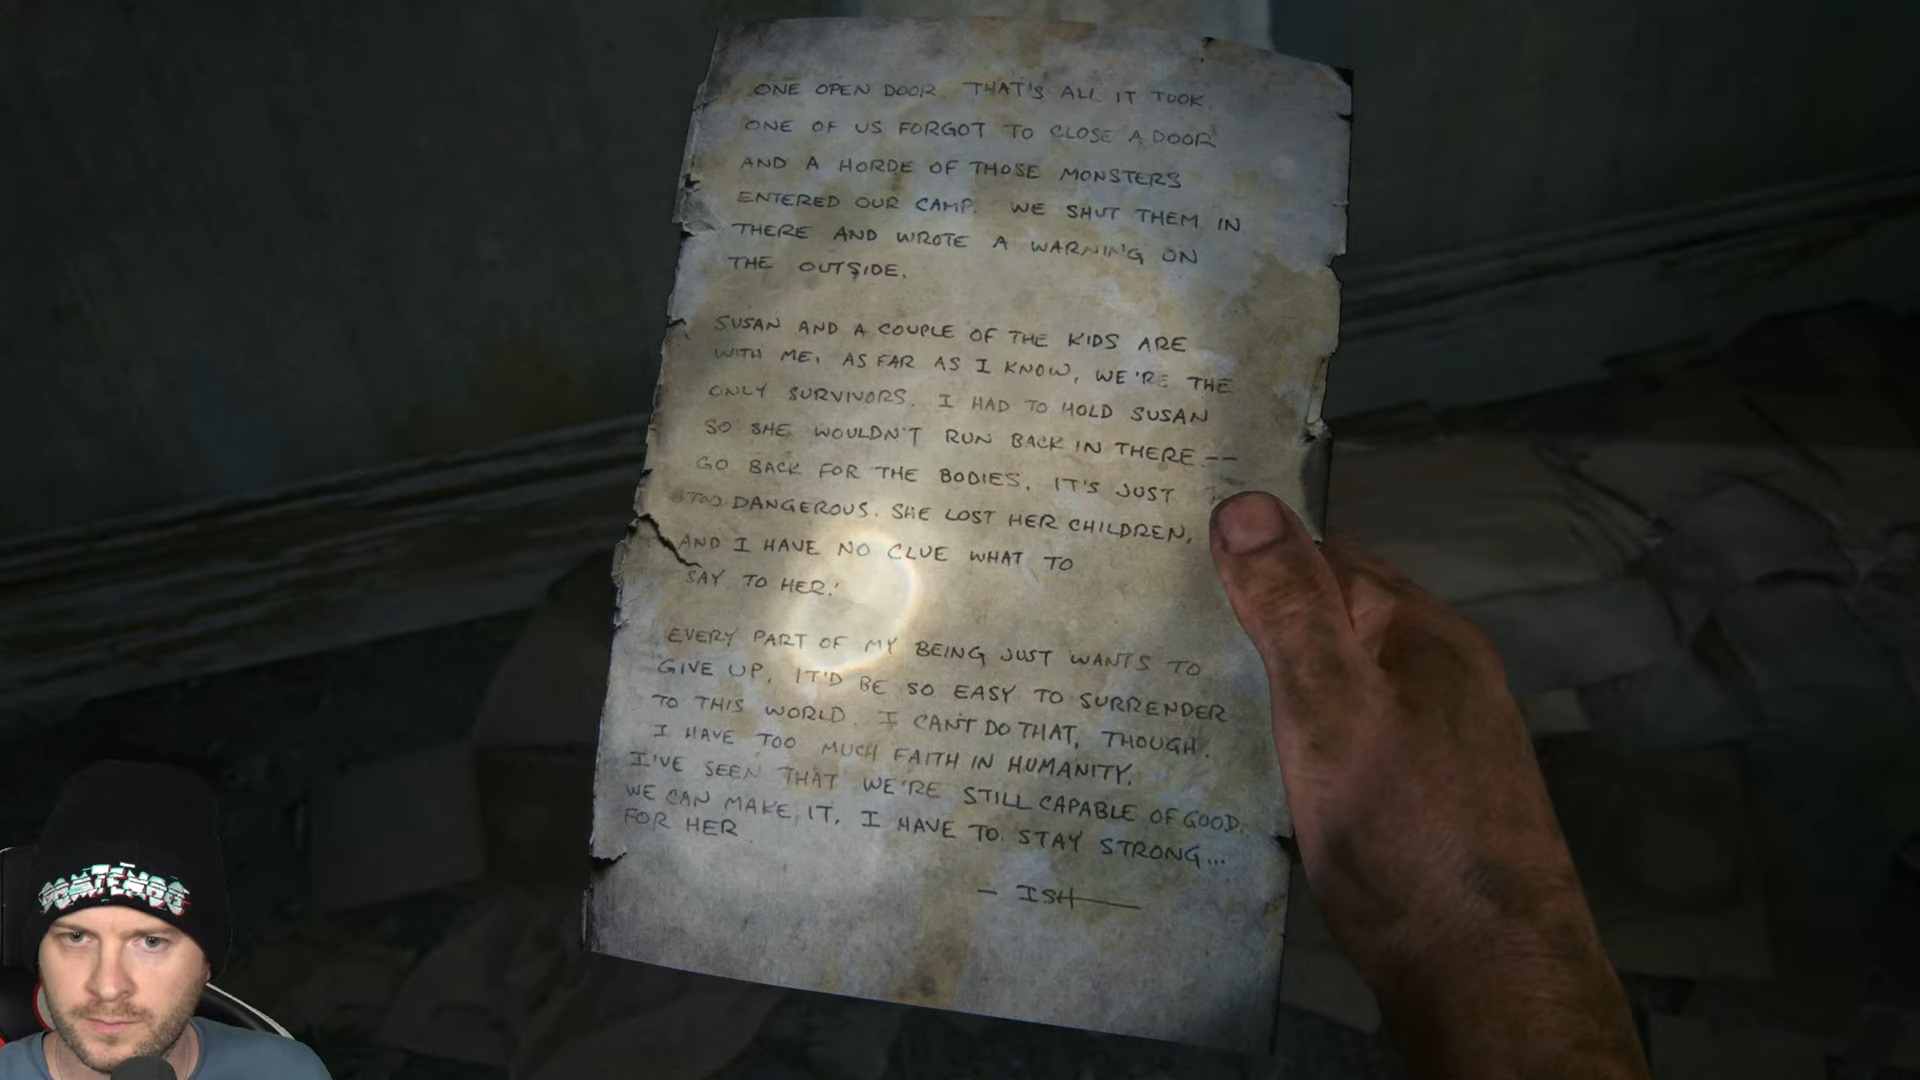 ONE OPEN DOOR. THAT'S ALL IT TOOK.
ONE OF US FORGOT TO CLOSE A DOOR
AND A HORDE OF THOSE MONSTERS
ENTERED OUR CAMP. WE SHUT THEM IN
THERE AND WROTE A WARNING ON
THE OUTSIDE.
SUSAN AND A COUPLE OF THE KIDS ARE
WITH ME. AS FAR AS I KNOW, WE'RE THE
ONLY SURVIVORS. I HAD TO HOLD SUSAN
SO SHE WOULDN'T RUN BACK IN THERE --
GO BACK FOR THE BODIES. IT'S JUST
TOO DANGEROUS. SHE LOST HER CHILDREN,
AND I HAVE NO CLUE WHAT TO
SAY TO HER.
EVERY PART OF MY BEING JUST WANTS TO
GIVE UP. IT'D BE SO EASY TO SURRENDER
TO THIS WORLD. I CAN'T DO THAT, THOUGH.
I HAVE TOO MUCH FAITH IN HUMANITY.
I'VE SEEN THAT WE'RE STILL CAPABLE OF GOOD.
WE CAN MAKE IT. I HAVE TO STAY STRONG...
FOR HER
- ISH